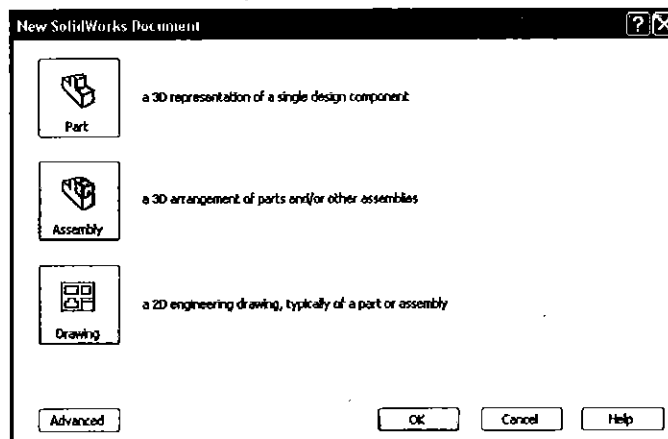 New SolidWorks Document
Part
a 3D representation of a single design component
Assembly
a 3D arrangement of parts and/or other assemblies
Drawing
a 2D engineering drawing, typically of a part or assembly
Advanced
OK
Cancel
Help